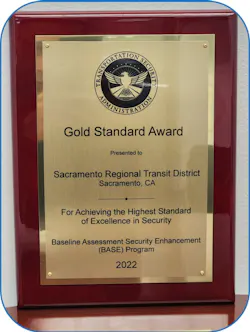 TRANSPORTATION SECURITY
ADMINISTRATION
Gold Standard Award
Presented to
Sacramento Regional Transit District
Sacramento, CA
For Achieving the Highest Standard
of Excellence in Security
Baseline Assessment Security Enhancement
(BASE) Program
2022